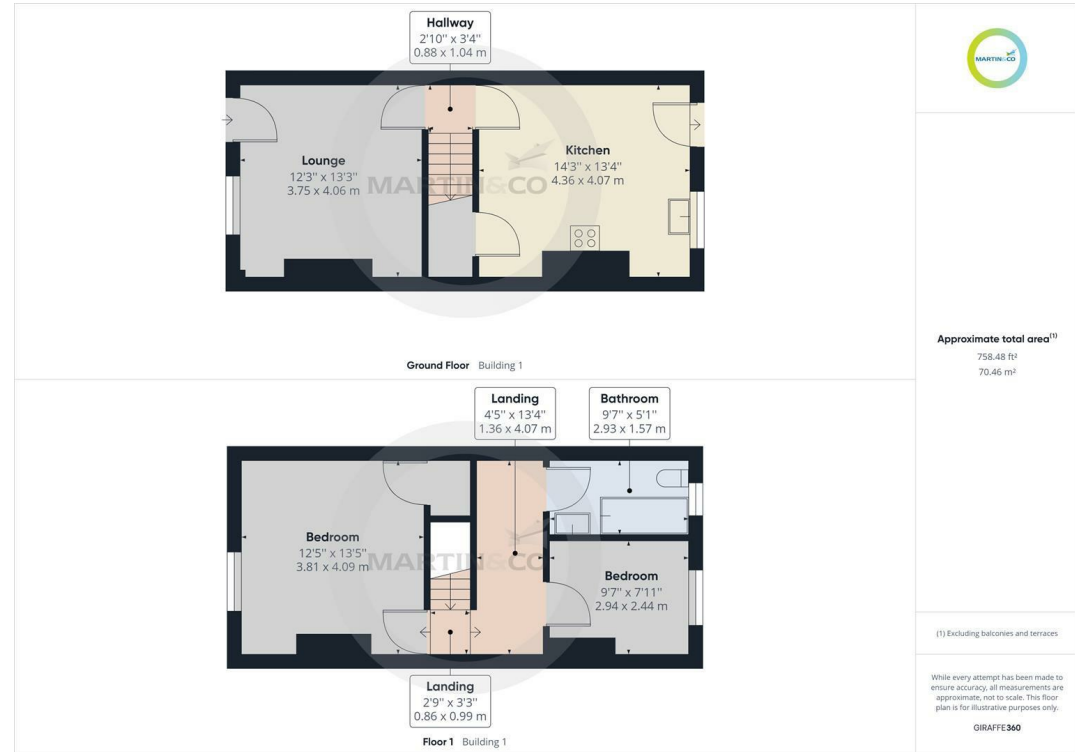 Hallway
2'10" x 3'4"
0.88 x 1.04 m
Lounge
12'3" x 13'3"
3.75 x 4.06 m
Kitchen
14'3" x 13'4"
4.36 x 4.07 m
MARTIN&CO
Ground Floor Building 1
Landing
4'5" x 13'4"
1.36 x 4.07 m
Bathroom
9'7" x 5'1"
2.93 x 1.57 m
Bedroom
12'5" x 13'5"
3.81 x 4.09 m
MARTIN&CO
Bedroom
9'7" x 7'11"
2.94 x 2.44 m
Landing
2'9" x 3'3"
0.86 x 0.99 m
Floor 1 Building 1
MARTIN&CO
Approximate total area(1)
758.48 ft²
70.46 m²
(1) Excluding balconies and terraces
While every attempt has been made to
ensure accuracy, all measurements are
approximate, not to scale. This floor
plan is for illustrative purposes only.
GIRAFFE360